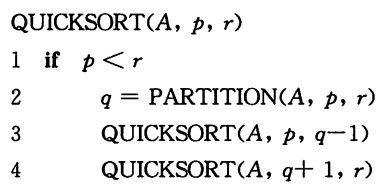 QUICKSORT(A, p, r)
1 if p < r
2 q = PARTITION(A, p, r)
3 QUICKSORT(A, p, q−1)
4 QUICKSORT(A, q+ 1, r)